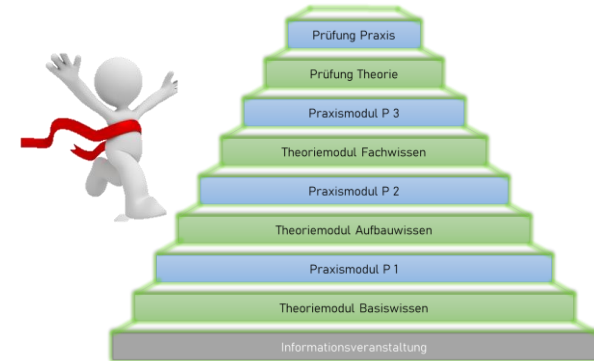 Prüfung Praxis
Prüfung Theorie
Praxismodul P 3
Theoriemodul Fachwissen
Praxismodul P 2
Theoriemodul Aufbauwissen
Praxismodul P 1
Theoriemodul Basiswissen
Informationsveranstaltung